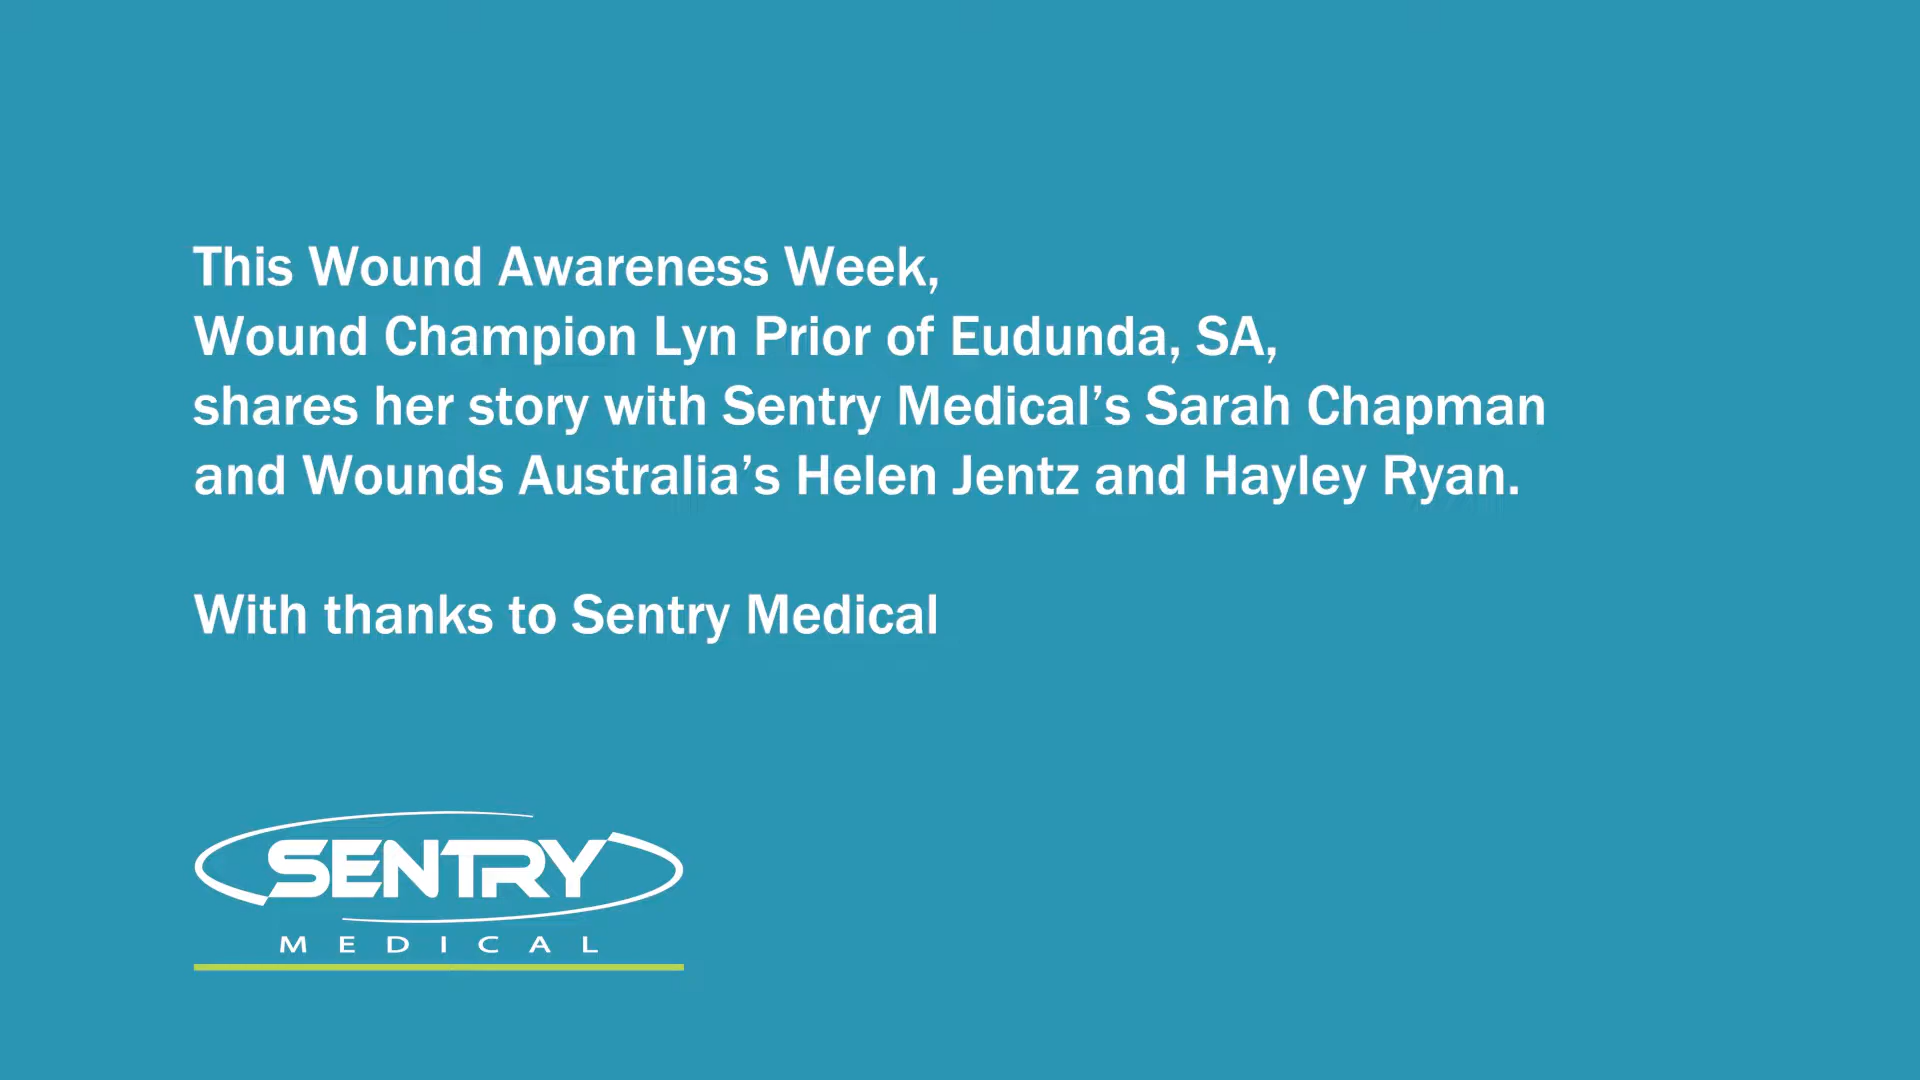 This Wound Awareness Week,
Wound Champion Lyn Prior of Eudunda, SA,
shares her story with Sentry Medical’s Sarah Chapman
and Wounds Australia’s Helen Jentz and Hayley Ryan.
With thanks to Sentry Medical
SENTRY
MEDICAL